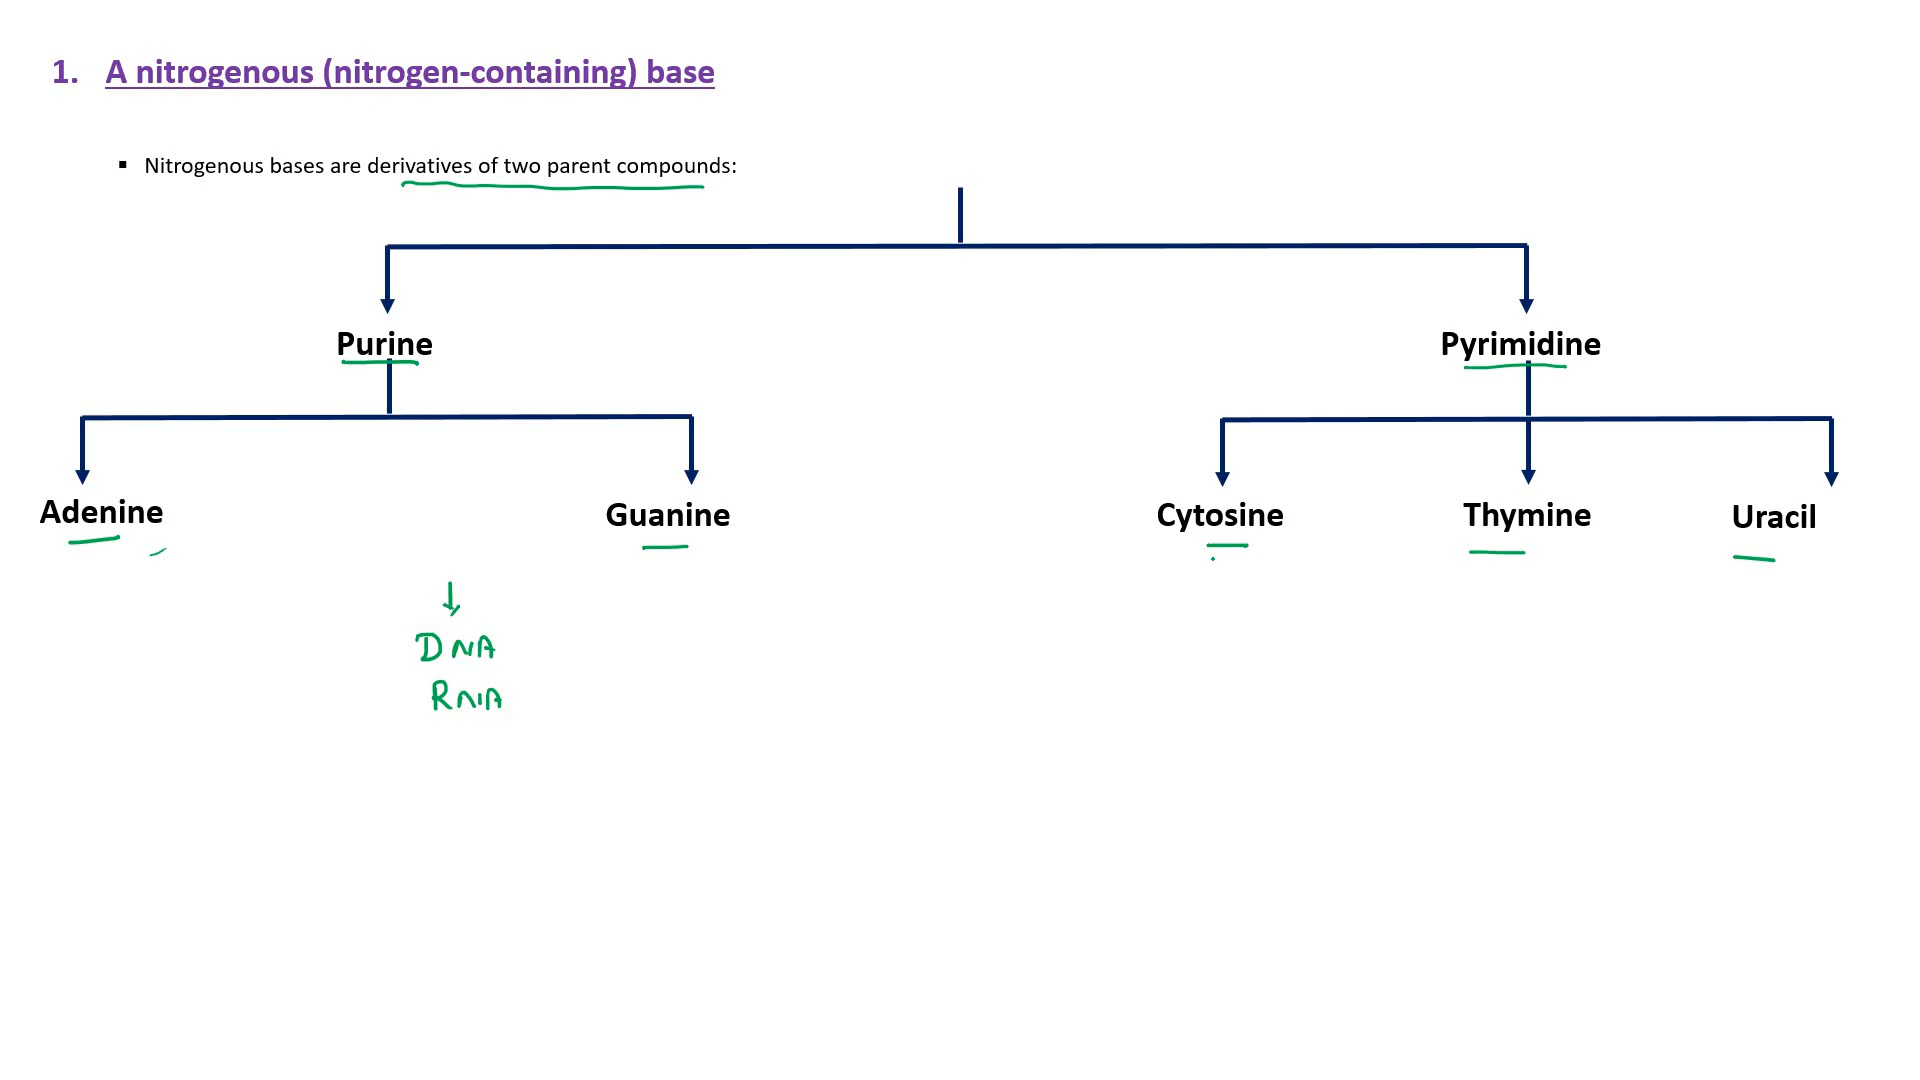 1. A nitrogenous (nitrogen-containing) base
▪ Nitrogenous bases are derivatives of two parent compounds:
Purine Pyrimidine
Adenine Guanine Cytosine Thymine Uracil
DNA
RNA